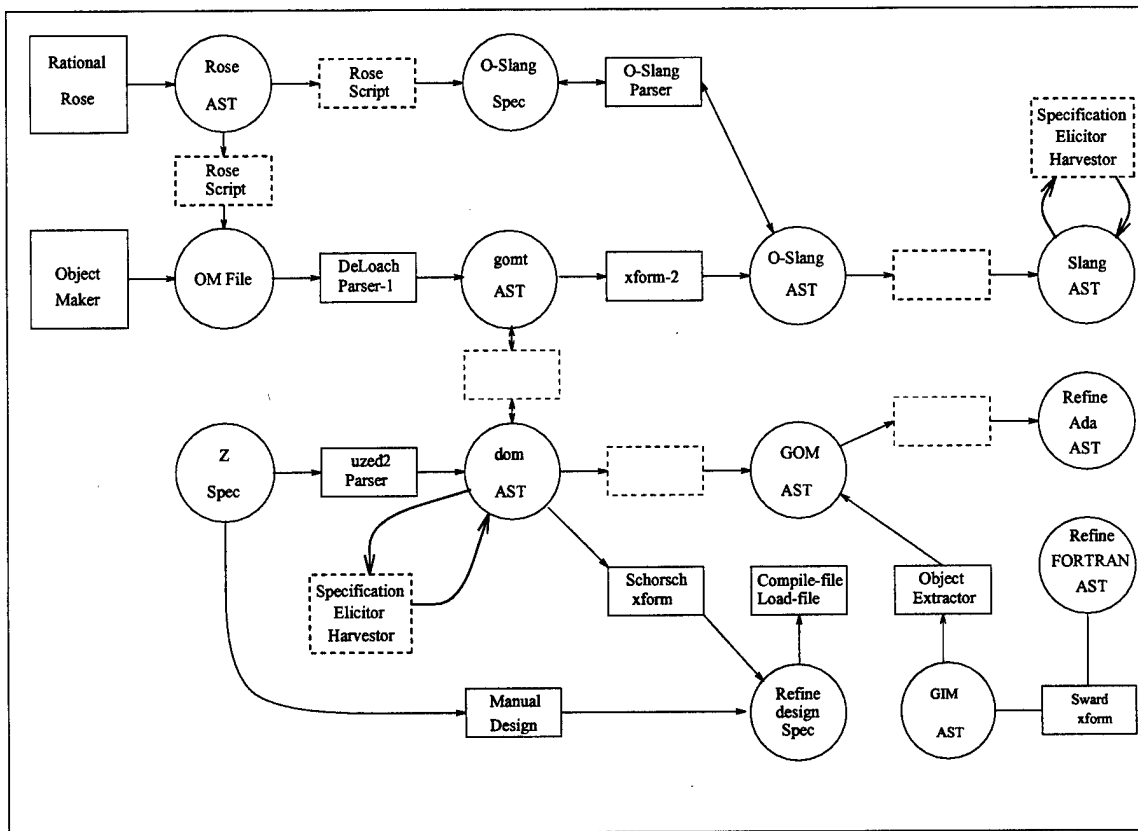 Rational
Rose
Rose
AST
Rose
Script
O-Slang
Spec
O-Slang
Parser
Specification
Elicitor
Harvestor
Rose
Script
Object
Maker
OM File
DeLoach
Parser-1
gomt
AST
xform-2
O-Slang
AST
Slang
AST
Z
Spec
uzed2
Parser
dom
AST
GOM
AST
Refine
Ada
AST
Specification
Elicitor
Harvestor
Schorsch
xform
Compile-file
Load-file
Object
Extractor
Refine
FORTRAN
AST
Manual
Design
Refine
design
Spec
GIM
AST
Sward
xform